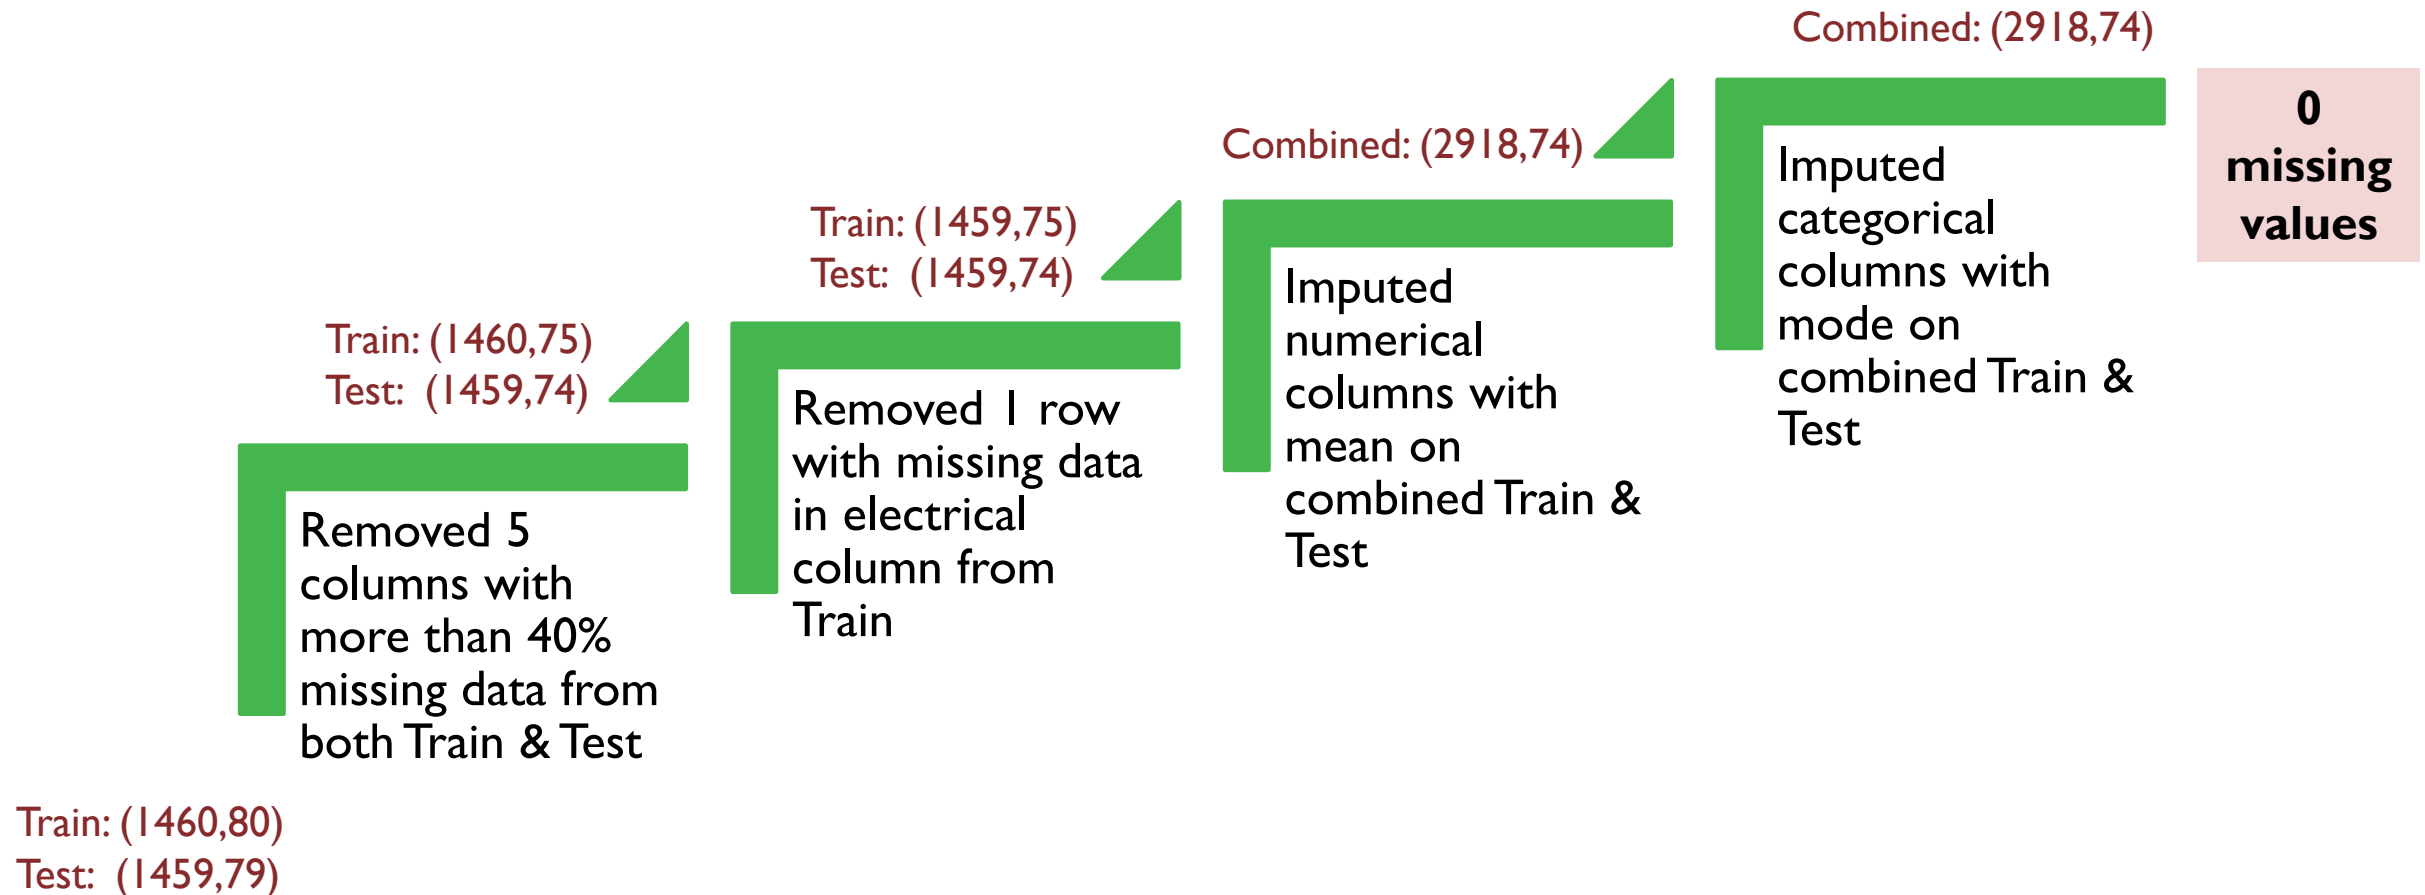 Train: (1460,80)
Test: (1459,79)
Removed 5
columns with
more than 40%
missing data from
both Train & Test
Train: (1460,75)
Test: (1459,74)
Removed 1 row
with missing data
in electrical
column from
Train
Train: (1459,75)
Test: (1459,74)
Imputed
numerical
columns with
mean on
combined Train &
Test
Combined: (2918,74)
Imputed
categorical
columns with
mode on
combined Train &
Test
Combined: (2918,74)
0
missing
values